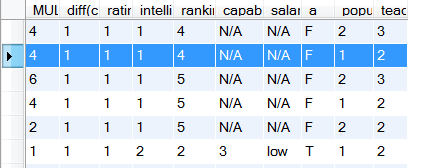 MUL diff(c ratin intelli rankin capab salar a popu teac
4 1 1 1 4 N/A N/A F 2 3
4 1 1 1 4 N/A N/A F 1 2
6 1 1 1 5 N/A N/A F 2 3
4 1 1 1 5 N/A N/A F 1 2
2 1 1 1 5 N/A N/A F 2 2
1 1 1 2 2 3 low T 1 2